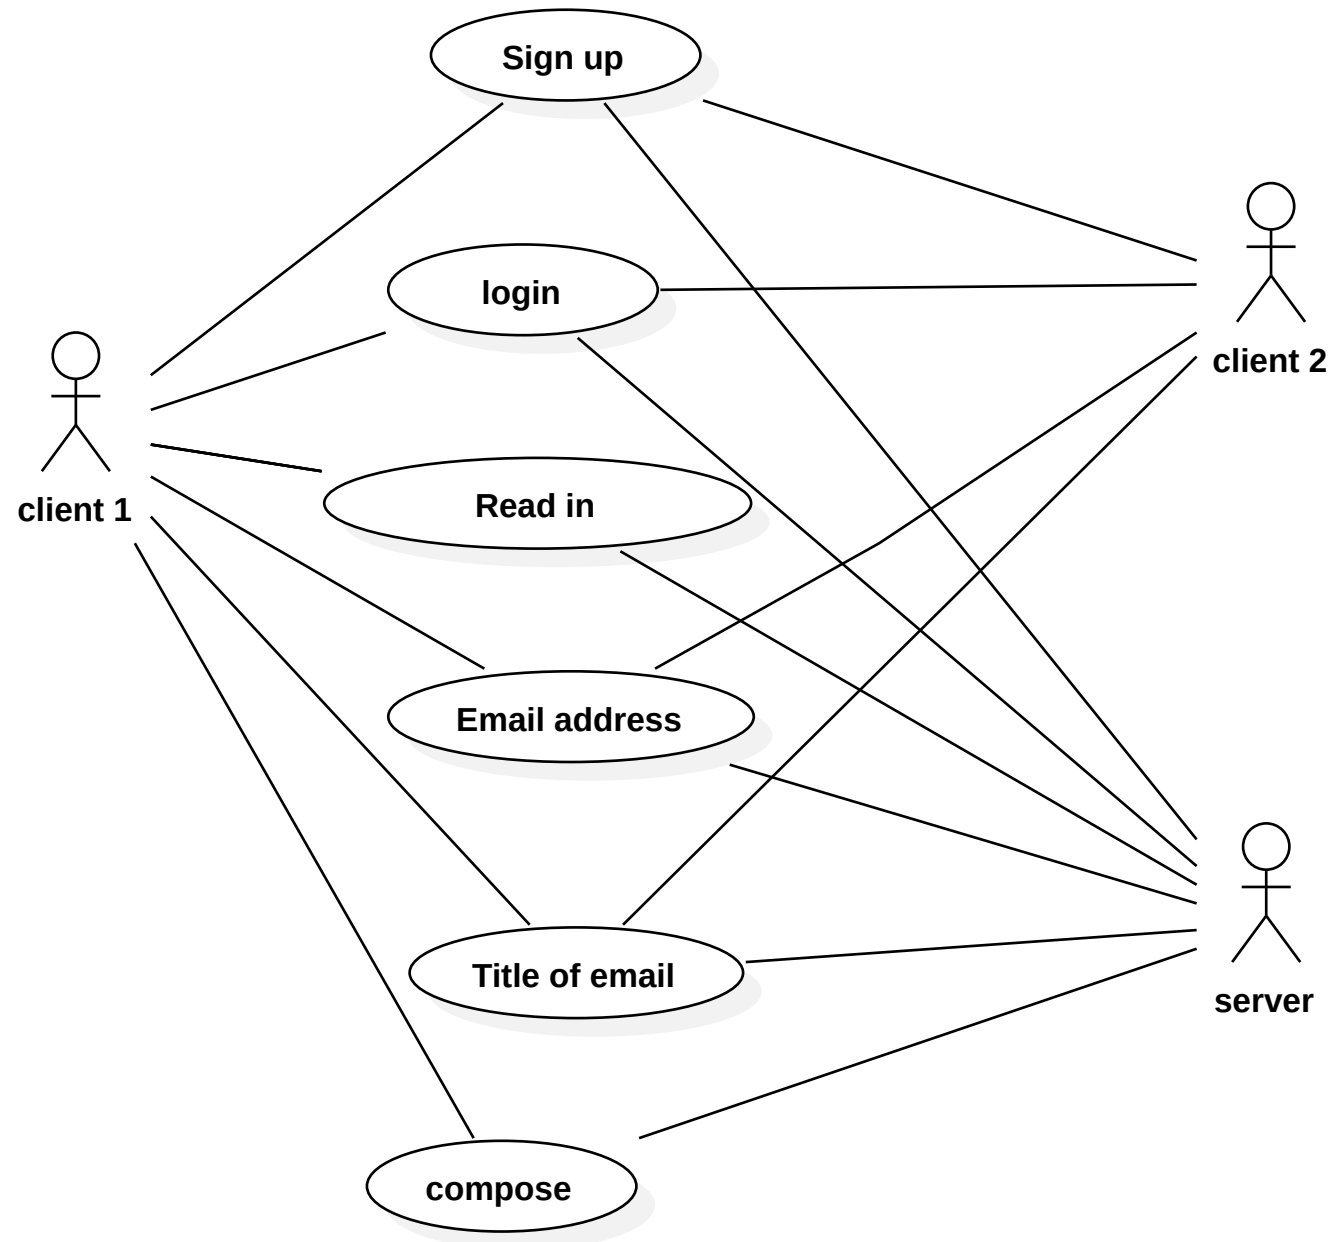 Sign up
login
client 2
client 1
Read in
Email address
Title of email
server
compose